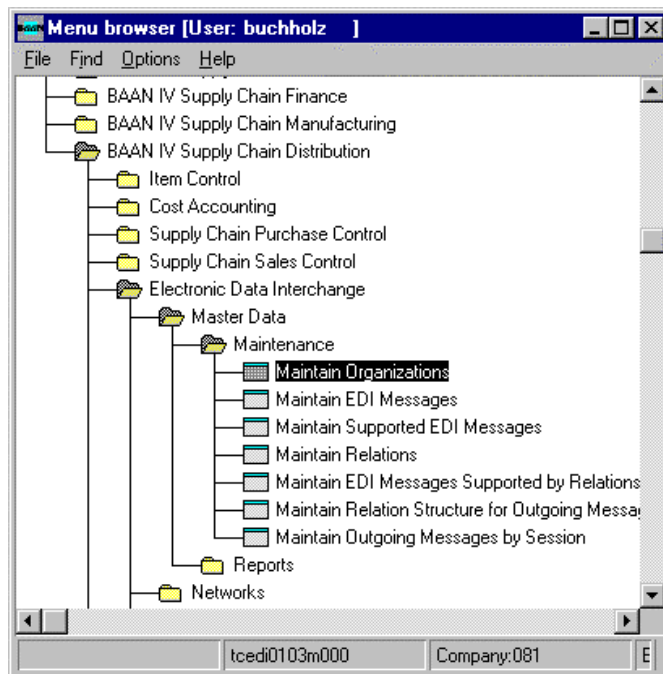 BaaN Menu browser [User: buchholz ]
File Find Options Help
BAAN IV Supply Chain Finance
BAAN IV Supply Chain Manufacturing
BAAN IV Supply Chain Distribution
Item Control
Cost Accounting
Supply Chain Purchase Control
Supply Chain Sales Control
Electronic Data Interchange
Master Data
Maintenance
Maintain Organizations
Maintain EDI Messages
Maintain Supported EDI Messages
Maintain Relations
Maintain EDI Messages Supported by Relations
Maintain Relation Structure for Outgoing Messa
Maintain Outgoing Messages by Session
Reports
Networks
tcedi0103m000 Company:081 E